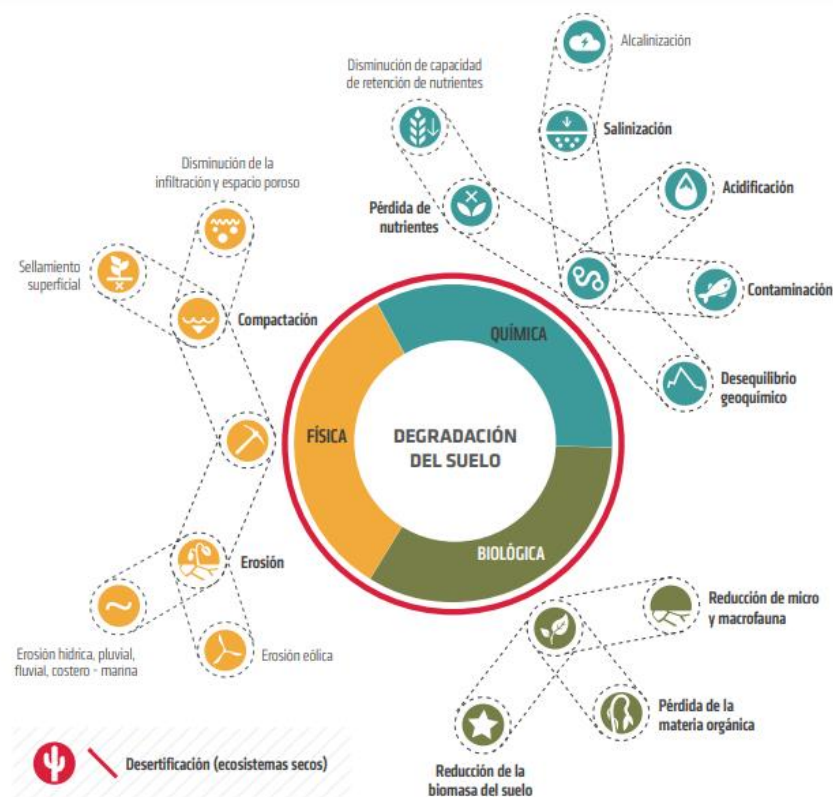 Alcalinización
Disminución de capacidad
de retención de nutrientes
Salinización
Disminución de la
infiltración y espacio poroso
Acidificación
Pérdida de
nutrientes
Sellamiento
superficial
Contaminación
Compactación
QUÍMICA
Desequilibrio
geoquímico
FÍSICA
DEGRADACIÓN
DEL SUELO
BIOLÓGICA
Erosión
Reducción de micro
y macrofauna
Erosión hídrica, pluvial,
fluvial, costero - marina
Erosión eólica
Pérdida de la
materia orgánica
Desertificación (ecosistemas secos)
Reducción de la
biomasa del suelo